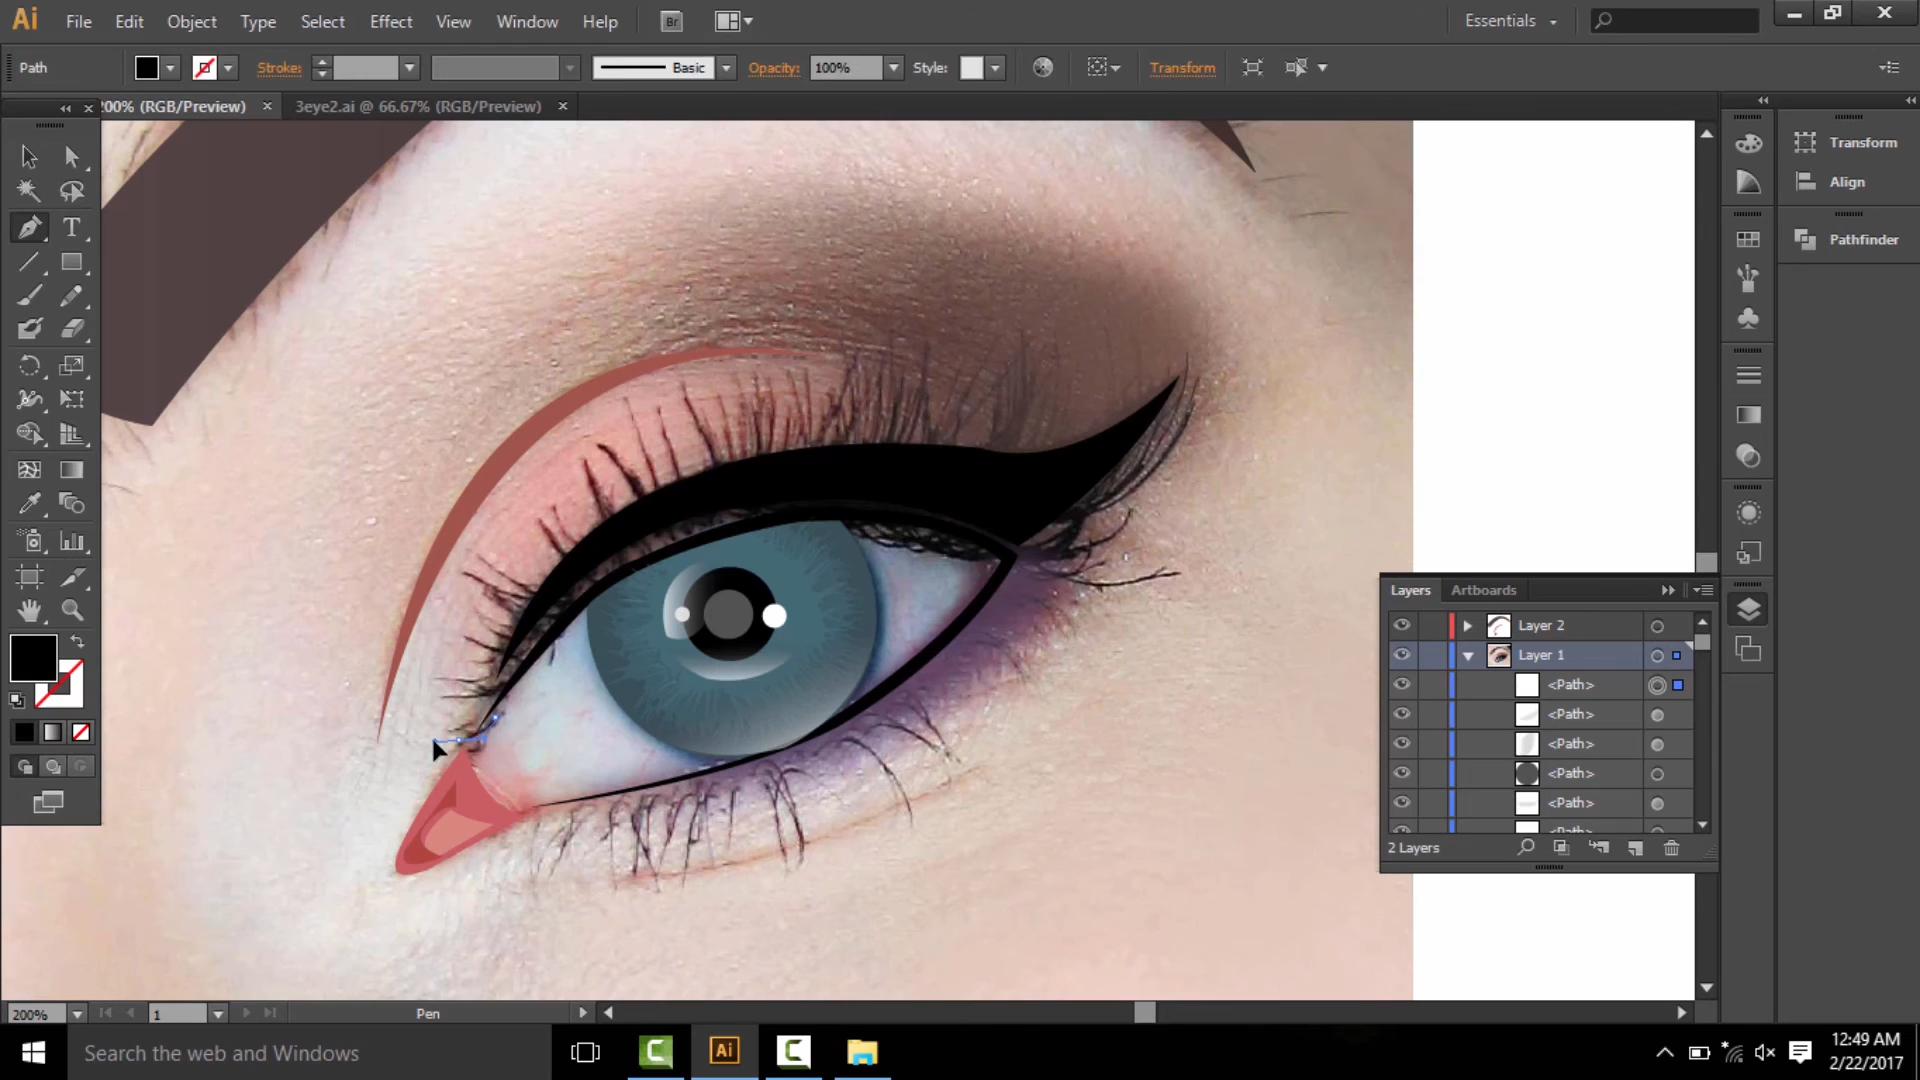 Ai File Edit Object Type Select Effect View Window Help Br Essentials
Path Stroke: Basic Opacity: 100% Style: Transform
200% (RGB/Preview) × 3eye2.ai @ 66.67% (RGB/Preview) ×
Transform
Align
Pathfinder
Layers Artboards
Layer 2
Layer 1
<Path>
<Path>
<Path>
<Path>
<Path>
<Path>
2 Layers
200% 1 Pen
Search the web and Windows
Ai
12:49 AM
2/22/2017